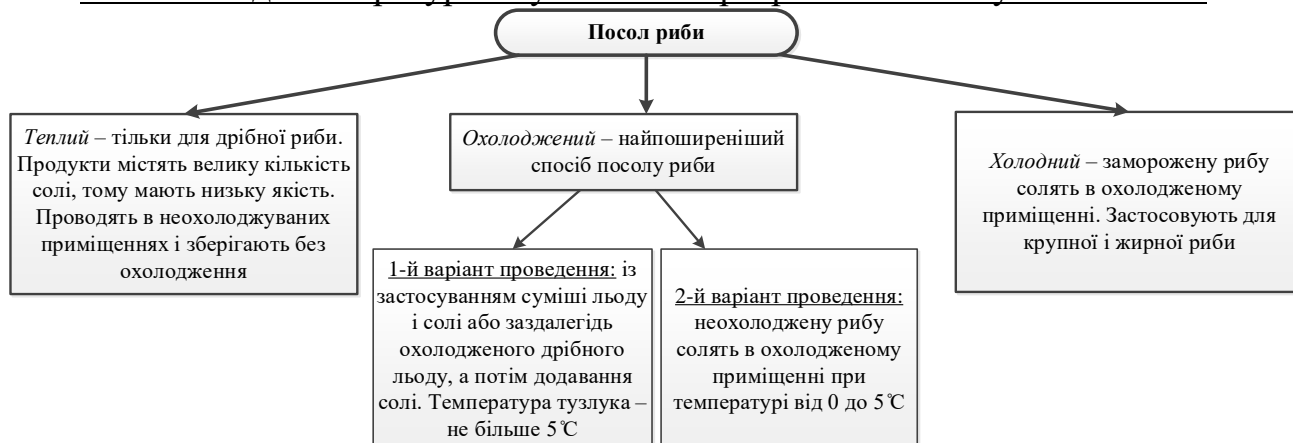 Посол риби
Теплий – тільки для дрібної риби.
Продукти містять велику кількість
солі, тому мають низьку якість.
Проводять в неохолоджуваних
приміщеннях і зберігають без
охолодження
Охолоджений – найпоширеніший
спосіб посолу риби
Холодний – заморожену рибу
солять в охолодженому
приміщенні. Застосовують для
крупної і жирної риби
1-й варіант проведення: із
застосуванням суміші льоду
і солі або заздалегідь
охолодженого дрібного
льоду, а потім додавання
солі. Температура тузлука –
не більше 5℃
2-й варіант проведення:
неохолоджену рибу
солять в охолодженому
приміщенні при
температурі від 0 до 5℃